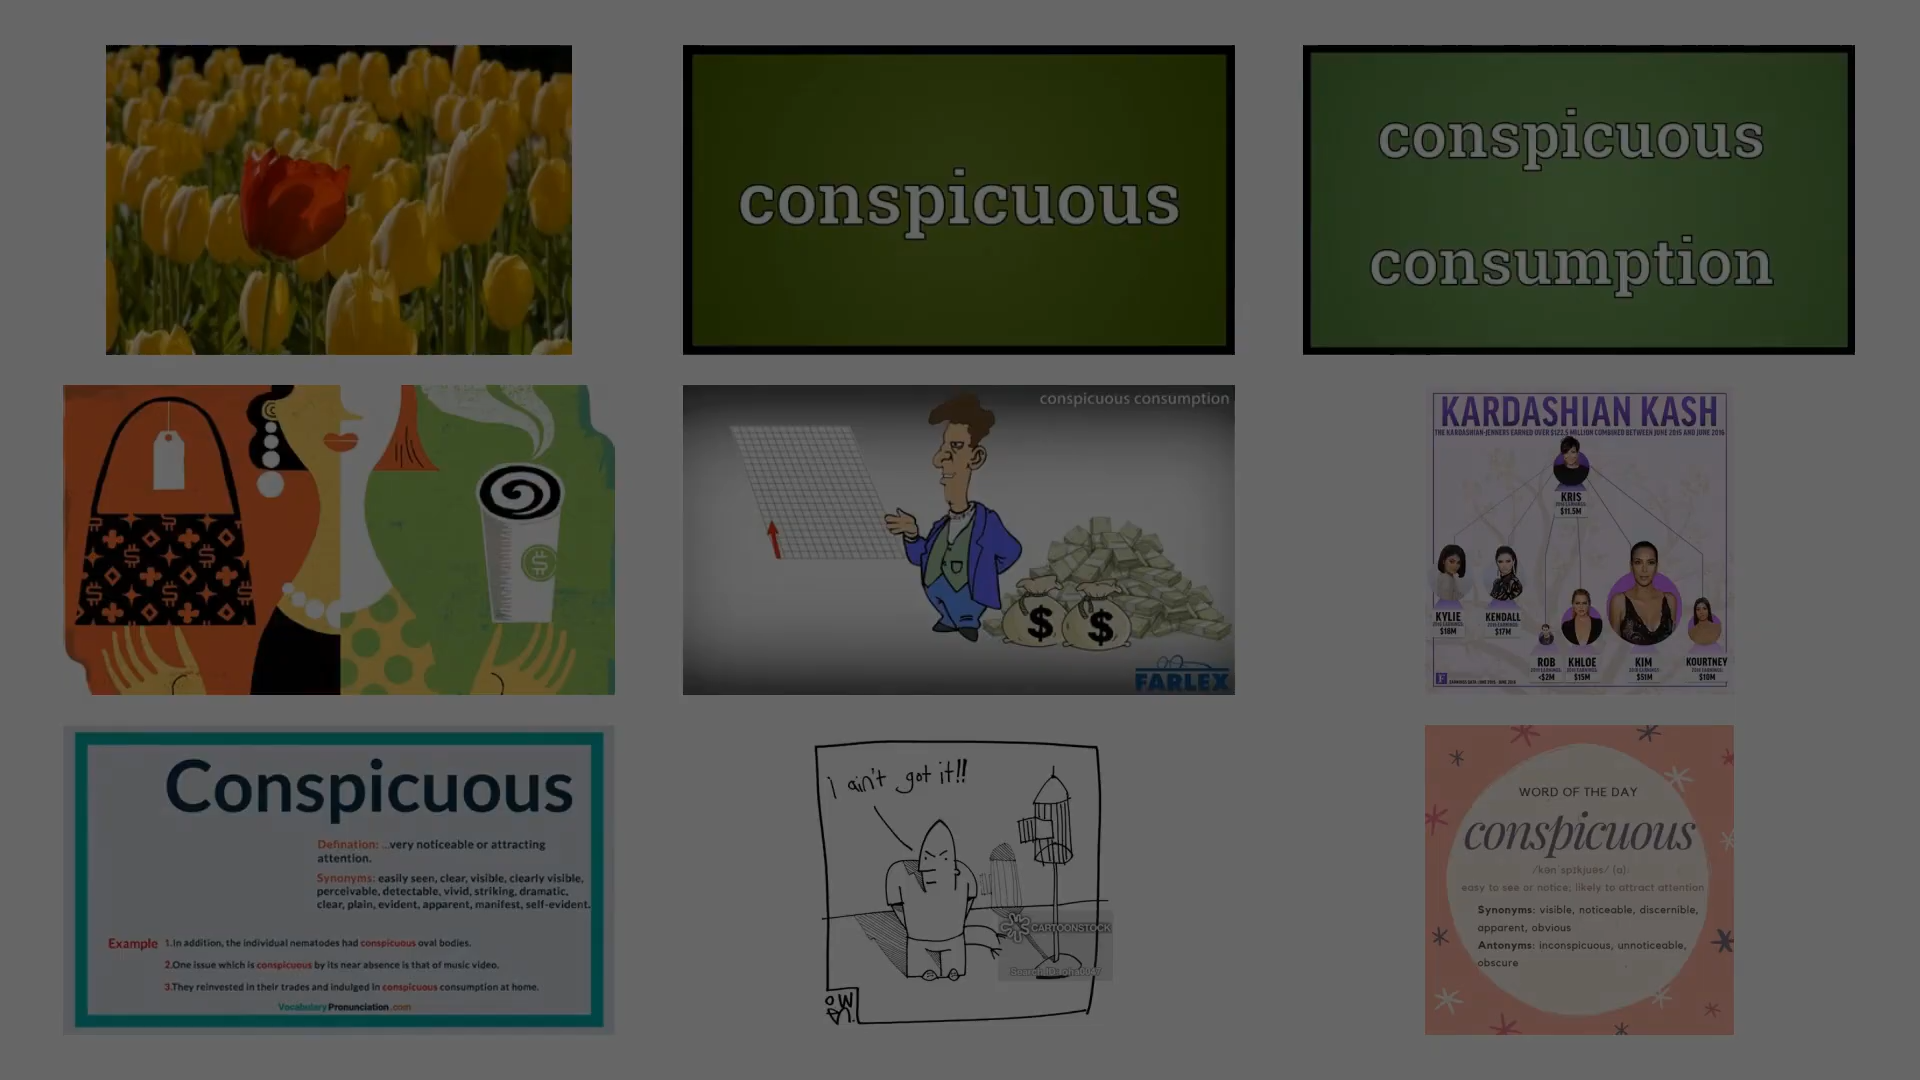 conspicuous
conspicuous
consumption
conspicuous consumption
$ $
FARLEX
KARDASHIAN KASH
THE KARDASHIAN-JENNERS EARNED OVER $122.5 MILLION COMBINED BETWEEN JUNE 2015 AND JUNE 2016
KRIS
$11.5M
KYLIE
$18M
KENDALL
$17M
ROB
<$2M
KHLOE
$15M
KIM
$51M
KOURTNEY
$10M
Conspicuous
Defination: ...very noticeable or attracting
attention.
Synonyms: easily seen, clear, visible, clearly visible,
perceivable, detectable, vivid, striking, dramatic,
clear, plain, evident, apparent, manifest, self-evident.
Example 1.In addition, the individual nematodes had conspicuous oval bodies.
2.One issue which is conspicuous by its near absence is that of music video.
3.They reinvested in their trades and indulged in conspicuous consumption at home.
VocabularyPronunciation.com
i ain't got it!!
CARTOONSTOCK
Search ID:
WORD OF THE DAY
conspicuous
/kənˈspɪkjuəs/ (a):
easy to see or notice; likely to attract attention
Synonyms: visible, noticeable, discernible,
apparent, obvious
Antonyms: inconspicuous, unnoticeable,
obscure